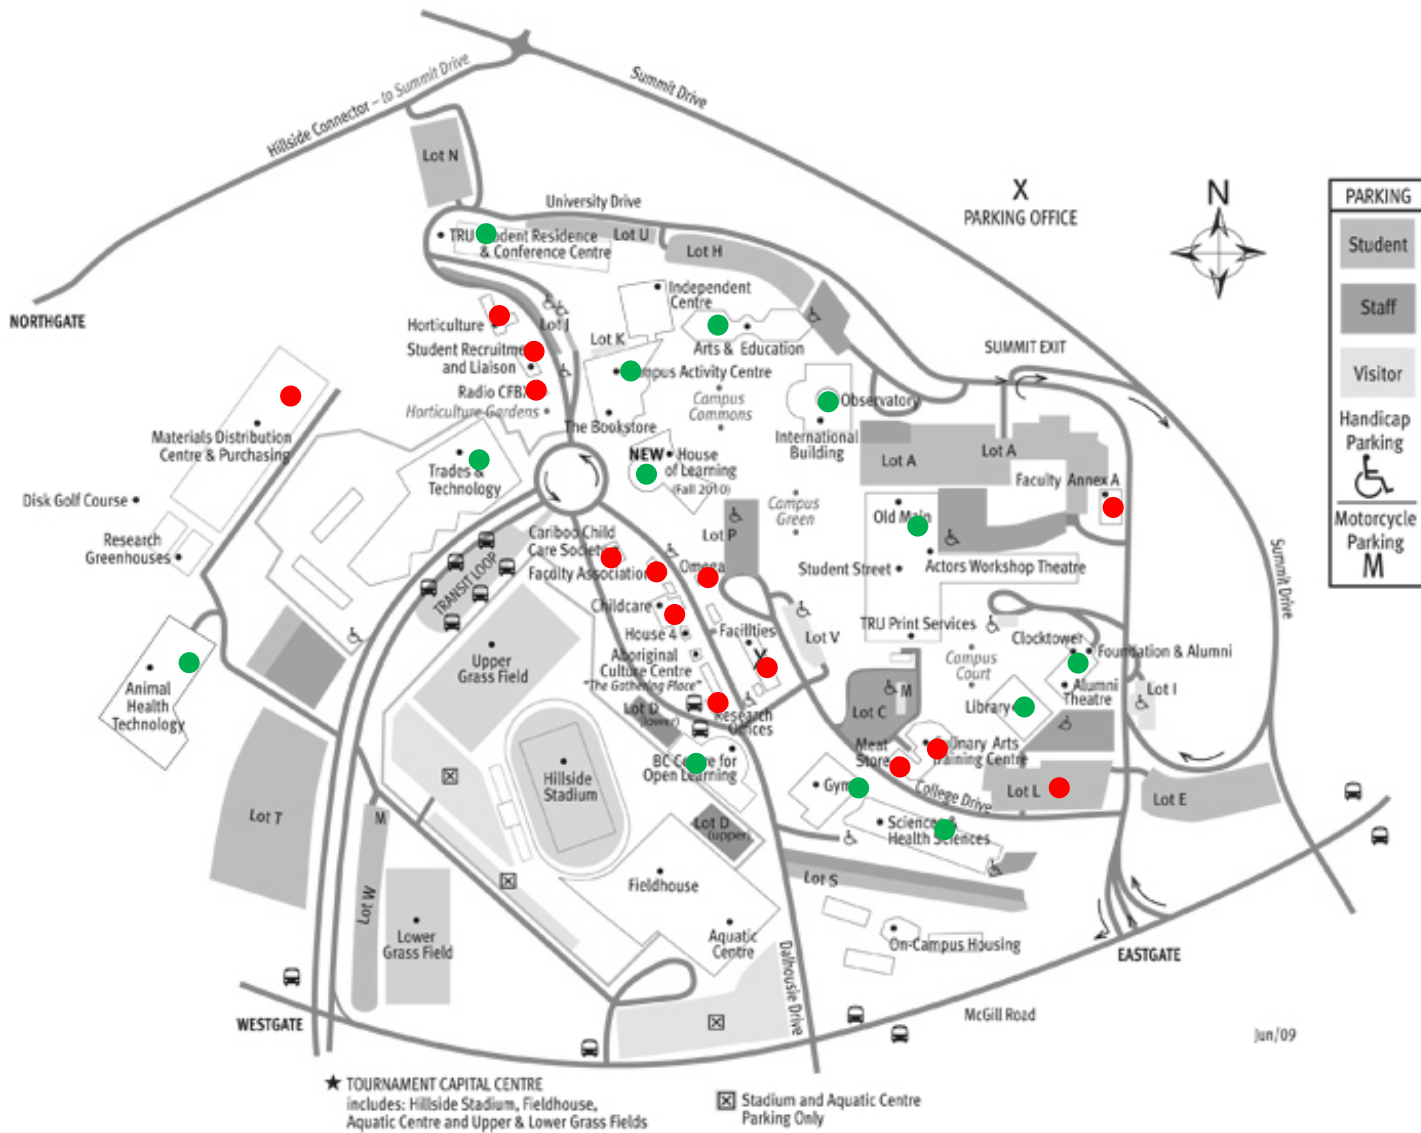 Hillside Connector – to Summit Drive
Summit Drive
Lot N
University Drive
X
PARKING OFFICE
N
PARKING
Student
Staff
Visitor
Handicap
Parking
Motorcycle
Parking
M
TRU Student Residence
& Conference Centre
Lot U
Lot H
NORTHGATE
Independent
Centre
Horticulture
Lot J
Lot K
Arts & Education
SUMMIT EXIT
Student Recruitme
and Liaison
Campus Activity Centre
Radio CFBX
Horticulture Gardens
Campus
Commons
Observatory
The Bookstore
International
Building
Materials Distribution
Centre & Purchasing
NEW
House
of Learning
(Fall 2010)
Lot A
Lot A
Trades &
Technology
Faculty Annex A
Disk Golf Course
Campus
Green
Old Main
Research
Greenhouses
Cariboo Child
Care Society
Faculty Association
Lot P
Omega
TRANSIT LOOP
Student Street
Actors Workshop Theatre
Summit Drive
Childcare
House 4
Facilities
Lot V
TRU Print Services
Clocktower
Foundation & Alumni
Upper
Grass Field
Aboriginal
Culture Centre
"The Gathering Place"
X
Campus
Court
Alumni
Theatre
Lot I
Animal
Health
Technology
Lot D
(lower)
Research
Offices
Lot C
M
Library
Meat
Store
Culinary Arts
Training Centre
BC Centre for
Open Learning
Hillside
Stadium
Gym
College Drive
Lot L
Lot E
Lot T
M
Lot D
(upper)
Science &
Health Sciences
Lot S
Fieldhouse
Lot W
Lower
Grass Field
Aquatic
Centre
Dalhousie Drive
On-Campus Housing
EASTGATE
WESTGATE
McGill Road
Jun/09
TOURNAMENT CAPITAL CENTRE
includes: Hillside Stadium, Fieldhouse,
Aquatic Centre and Upper & Lower Grass Fields
Stadium and Aquatic Centre
Parking Only